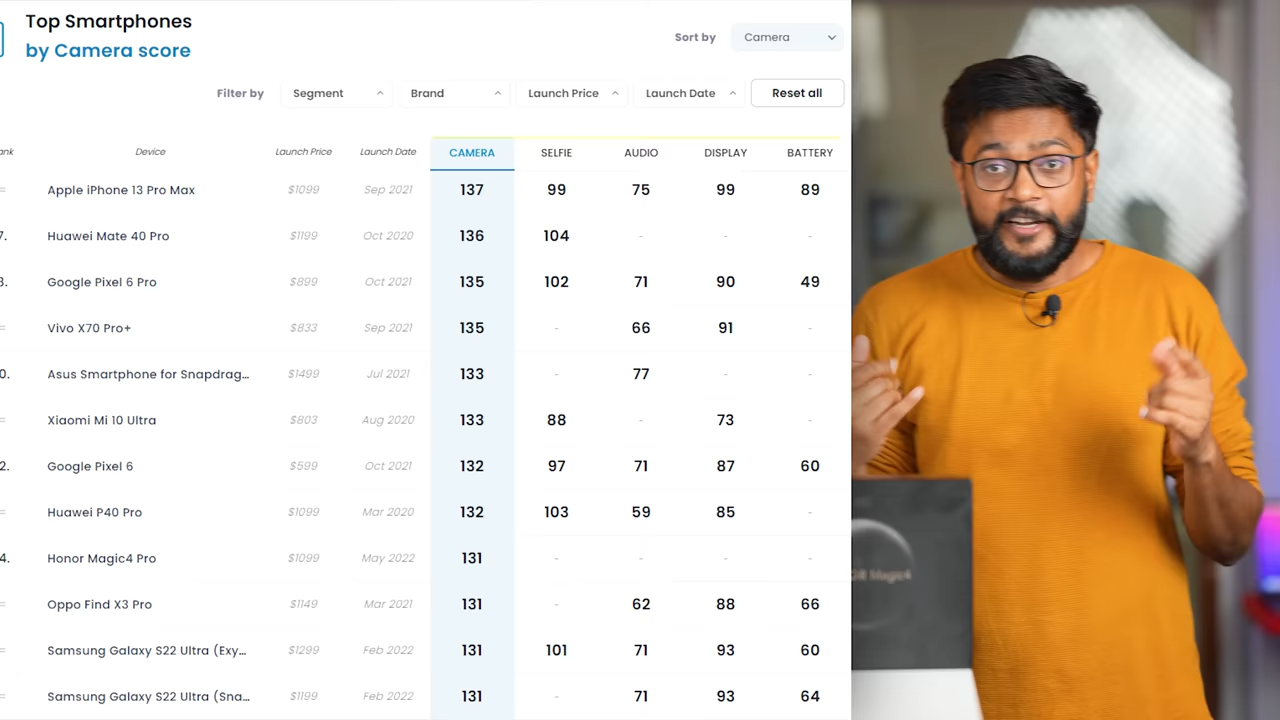 Top Smartphones
by Camera score
Sort by Camera
Filter by Segment Brand Launch Price Launch Date Reset all
Device Launch Price Launch Date CAMERA SELFIE AUDIO DISPLAY BATTERY
Apple iPhone 13 Pro Max $1099 Sep 2021 137 99 75 99 89
7. Huawei Mate 40 Pro $1199 Oct 2020 136 104 - - -
Google Pixel 6 Pro $899 Oct 2021 135 102 71 90 49
Vivo X70 Pro+ $833 Sep 2021 135 - 66 91 -
0. Asus Smartphone for Snapdrag... $1499 Jul 2021 133 - 77 - -
Xiaomi Mi 10 Ultra $803 Aug 2020 133 88 - 73 -
2. Google Pixel 6 $599 Oct 2021 132 97 71 87 60
Huawei P40 Pro $1099 Mar 2020 132 103 59 85 -
4. Honor Magic4 Pro $1099 May 2022 131 - - - -
Oppo Find X3 Pro $1149 Mar 2021 131 - 62 88 66
Samsung Galaxy S22 Ultra (Exy... $1299 Feb 2022 131 101 71 93 60
Samsung Galaxy S22 Ultra (Sna... $1199 Feb 2022 131 - 71 93 64
Magic4